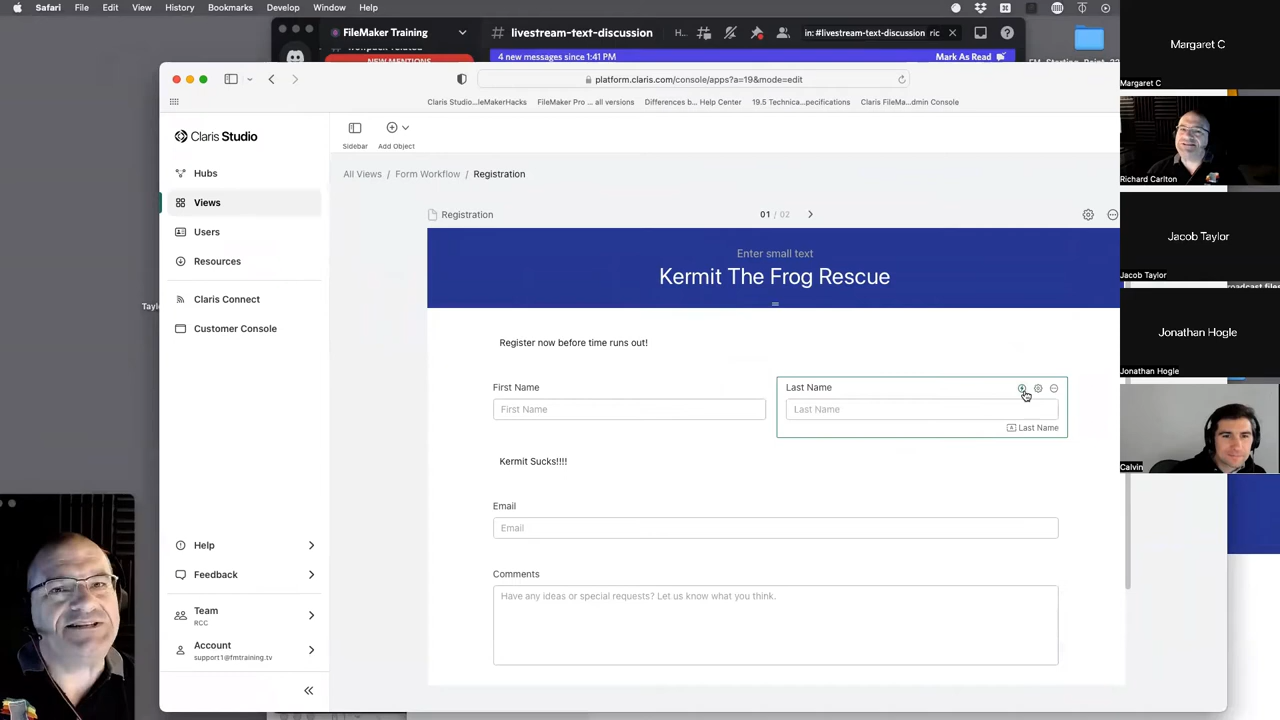 Safari File Edit View History Bookmarks Develop Window Help
FileMaker Training
# livestream-text-discussion
H...
in: #livestream-text-discussion ric
NEW MENTIONS
4 new messages since 1:41 PM
Mark As Read
platform.claris.com/console/apps?a=19&mode=edit
Claris Studio...leMakerHacks
FileMaker Pro ... all versions
Differences b... Help Center
19.5 Technica...pecifications
Claris FileMa...dmin Console
Claris Studio
Sidebar
Add Object
Hubs
Views
Users
Resources
Claris Connect
Customer Console
Help
Feedback
Team
RCC
Account
support1@fmtraining.tv
All Views / Form Workflow / Registration
Registration
01 / 02
Enter small text
Kermit The Frog Rescue
Register now before time runs out!
First Name
First Name
Last Name
Last Name
Last Name
Kermit Sucks!!!!
Email
Email
Comments
Have any ideas or special requests? Let us know what you think.
Margaret C
Margaret C
Richard Carlton
Jacob Taylor
Jacob Taylor
Jonathan Hogle
Jonathan Hogle
Calvin